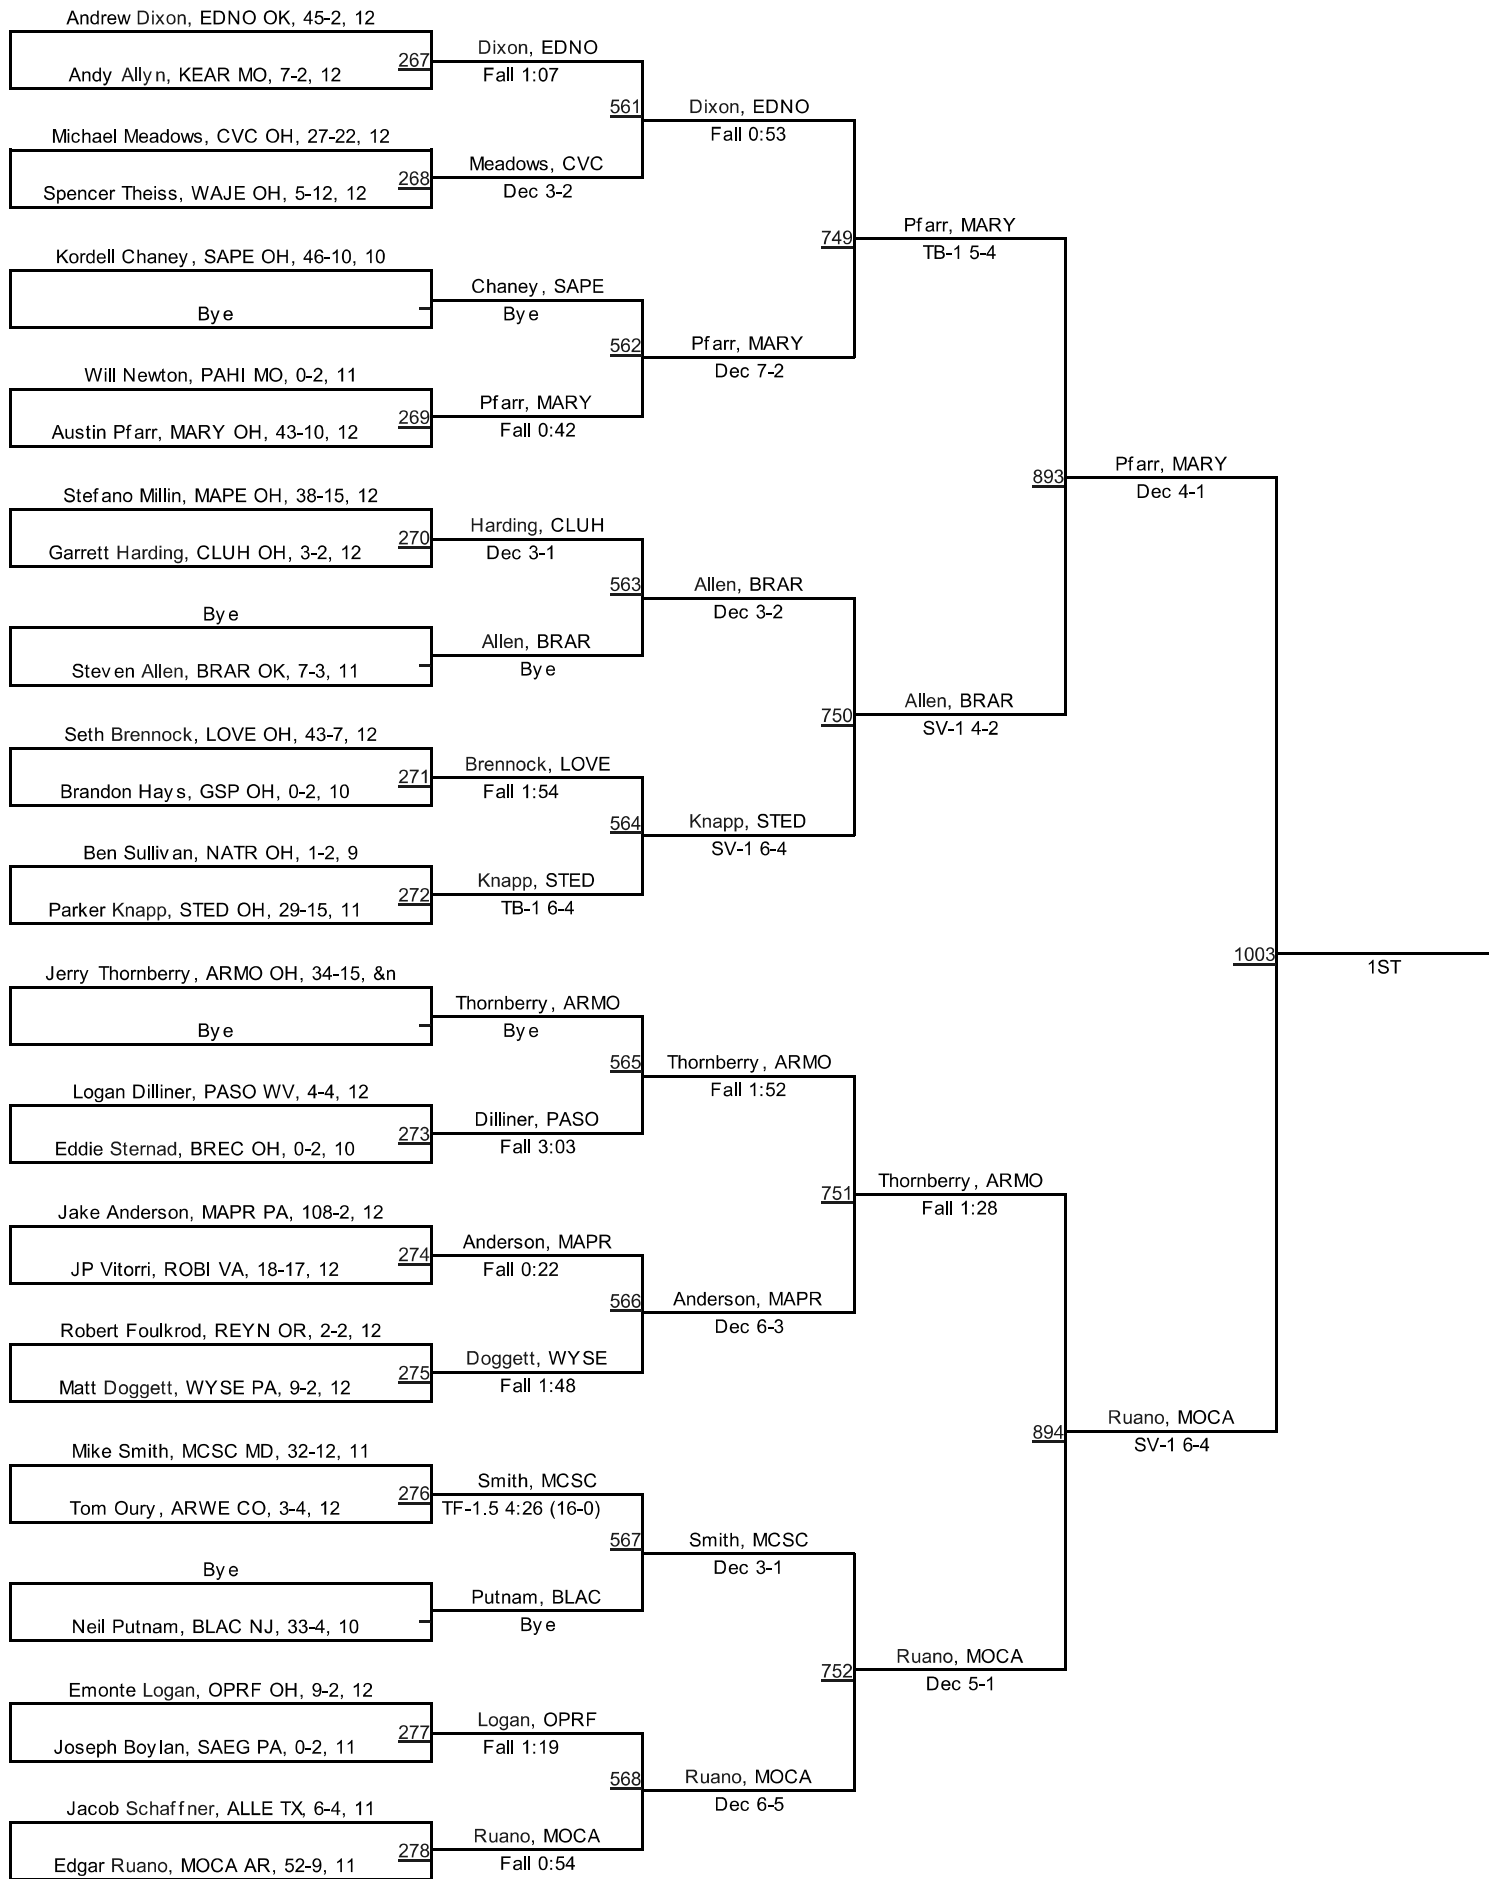 Andrew Dixon, EDNO OK, 45-2, 12
267
Andy Allyn, KEAR MO, 7-2, 12
Dixon, EDNO
Fall 1:07
561
Dixon, EDNO
Fall 0:53
Michael Meadows, CVC OH, 27-22, 12
268
Spencer Theiss, WAJE OH, 5-12, 12
Meadows, CVC
Dec 3-2
749
Pfarr, MARY
TB-1 5-4
Kordell Chaney, SAPE OH, 46-10, 10
Bye
Chaney, SAPE
Bye
562
Pfarr, MARY
Dec 7-2
Will Newton, PAHI MO, 0-2, 11
269
Austin Pfarr, MARY OH, 43-10, 12
Pfarr, MARY
Fall 0:42
893
Pfarr, MARY
Dec 4-1
Stefano Millin, MAPE OH, 38-15, 12
270
Garrett Harding, CLUH OH, 3-2, 12
Harding, CLUH
Dec 3-1
563
Allen, BRAR
Dec 3-2
Bye
Steven Allen, BRAR OK, 7-3, 11
Allen, BRAR
Bye
750
Allen, BRAR
SV-1 4-2
Seth Brennock, LOVE OH, 43-7, 12
271
Brandon Hays, GSP OH, 0-2, 10
Brennock, LOVE
Fall 1:54
564
Knapp, STED
SV-1 6-4
Ben Sullivan, NATR OH, 1-2, 9
272
Parker Knapp, STED OH, 29-15, 11
Knapp, STED
TB-1 6-4
1003
1ST
Jerry Thornberry, ARMO OH, 34-15, &n
Bye
Thornberry, ARMO
Bye
565
Thornberry, ARMO
Fall 1:52
Logan Dilliner, PASO WV, 4-4, 12
273
Eddie Sternad, BREC OH, 0-2, 10
Dilliner, PASO
Fall 3:03
751
Thornberry, ARMO
Fall 1:28
Jake Anderson, MAPR PA, 108-2, 12
274
JP Vitorri, ROBI VA, 18-17, 12
Anderson, MAPR
Fall 0:22
566
Anderson, MAPR
Dec 6-3
Robert Foulkrod, REYN OR, 2-2, 12
275
Matt Doggett, WYSE PA, 9-2, 12
Doggett, WYSE
Fall 1:48
894
Ruano, MOCA
SV-1 6-4
Mike Smith, MCSC MD, 32-12, 11
276
Tom Oury, ARWE CO, 3-4, 12
Smith, MCSC
TF-1.5 4:26 (16-0)
567
Smith, MCSC
Dec 3-1
Bye
Neil Putnam, BLAC NJ, 33-4, 10
Putnam, BLAC
Bye
752
Ruano, MOCA
Dec 5-1
Emonte Logan, OPRF OH, 9-2, 12
277
Joseph Boylan, SAEG PA, 0-2, 11
Logan, OPRF
Fall 1:19
568
Ruano, MOCA
Dec 6-5
Jacob Schaffner, ALLE TX, 6-4, 11
278
Edgar Ruano, MOCA AR, 52-9, 11
Ruano, MOCA
Fall 0:54